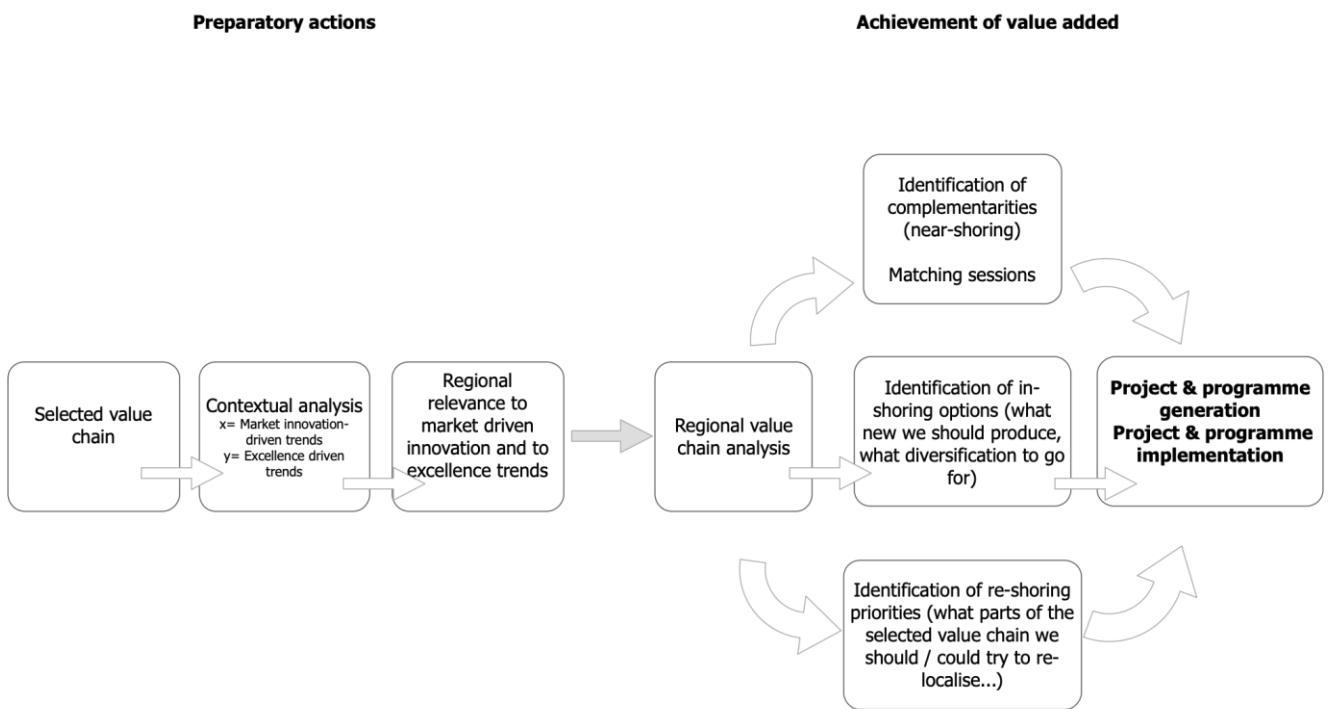 Preparatory actions
Achievement of value added
Selected value
chain
Contextual analysis
x= Market innovation-
driven trends
y= Excellence driven
trends
Regional
relevance to
market driven
innovation and to
excellence trends
Regional value
chain analysis
Identification of
complementarities
(near-shoring)
Matching sessions
Identification of in-
shoring options (what
new we should produce,
what diversification to go
for)
Identification of re-shoring
priorities (what parts of the
selected value chain we
should / could try to re-
localise...)
Project & programme
generation
Project & programme
implementation